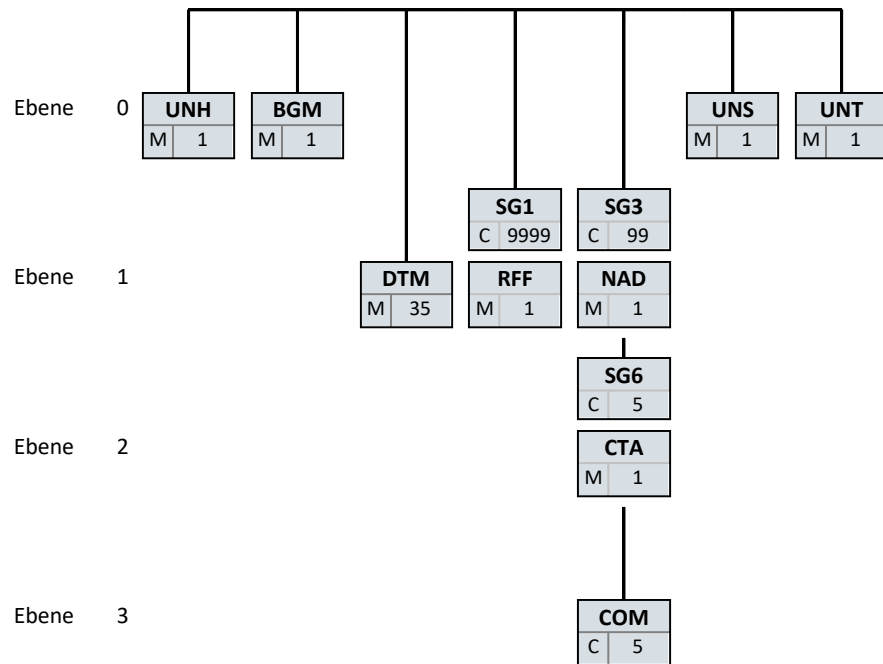 Ebene 0 UNH BGM UNS UNT
M 1 M 1 M 1 M 1
SG1 SG3
C 9999 C 99
Ebene 1 DTM RFF NAD
M 35 M 1 M 1
SG6
C 5
Ebene 2 CTA
M 1
Ebene 3 COM
C 5